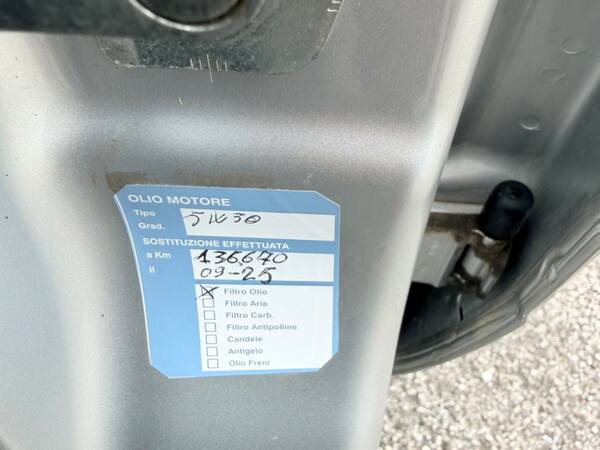 OLIO MOTORE
Tipo
Grad. 5W30
SOSTITUZIONE EFFETTUATA
a Km 136670
il 09-25
Filtro Olio
Filtro Aria
Filtro Carb.
Filtro Antipolline
Candele
Antigelo
Olio Freni